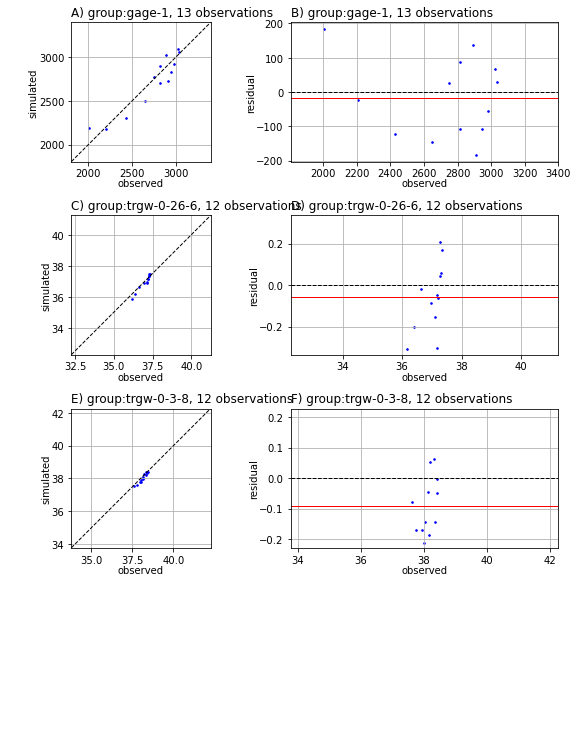 A) group:gage-1, 13 observations
B) group:gage-1, 13 observations
simulated
3000
2500
2000
2000 2500 3000
observed
residual
200
100
0
−100
−200
2000 2200 2400 2600 2800 3000 3200 3400
observed
C) group:trgw-0-26-6, 12 observations
D) group:trgw-0-26-6, 12 observations
simulated
40
38
36
34
32.5 35.0 37.5 40.0
observed
residual
0.2
0.0
−0.2
34 36 38 40
observed
E) group:trgw-0-3-8, 12 observations
F) group:trgw-0-3-8, 12 observations
simulated
42
40
38
36
34
35.0 37.5 40.0
observed
residual
0.2
0.1
0.0
−0.1
−0.2
34 36 38 40 42
observed